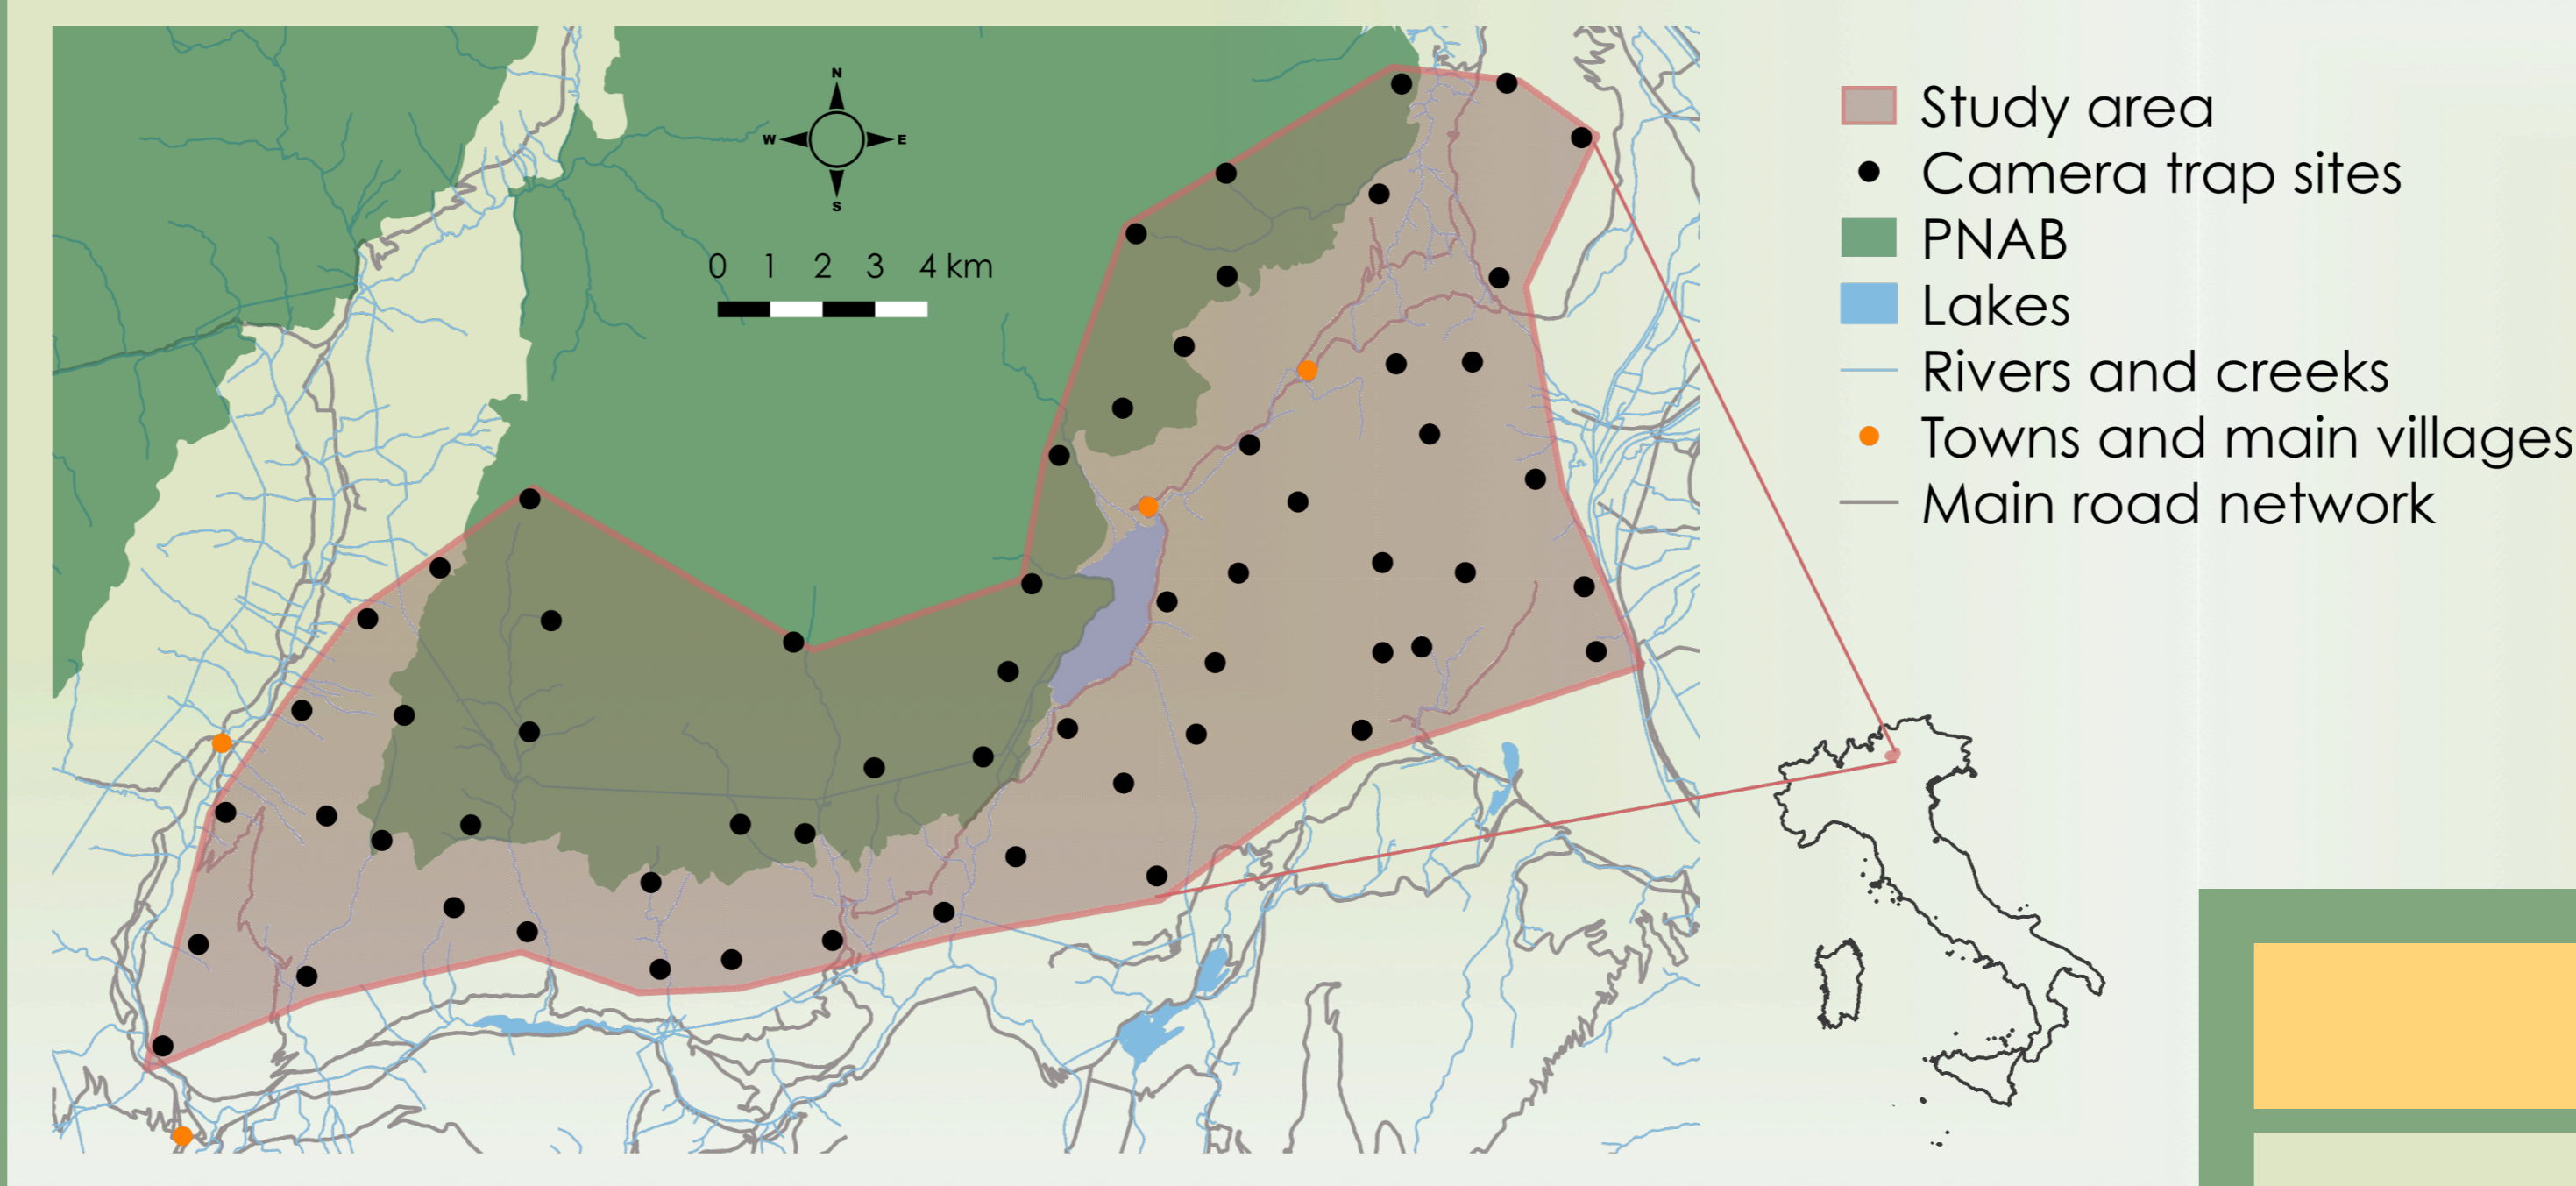 N
W E
S
0 1 2 3 4 km
Study area
Camera trap sites
PNAB
Lakes
Rivers and creeks
Towns and main villages
Main road network